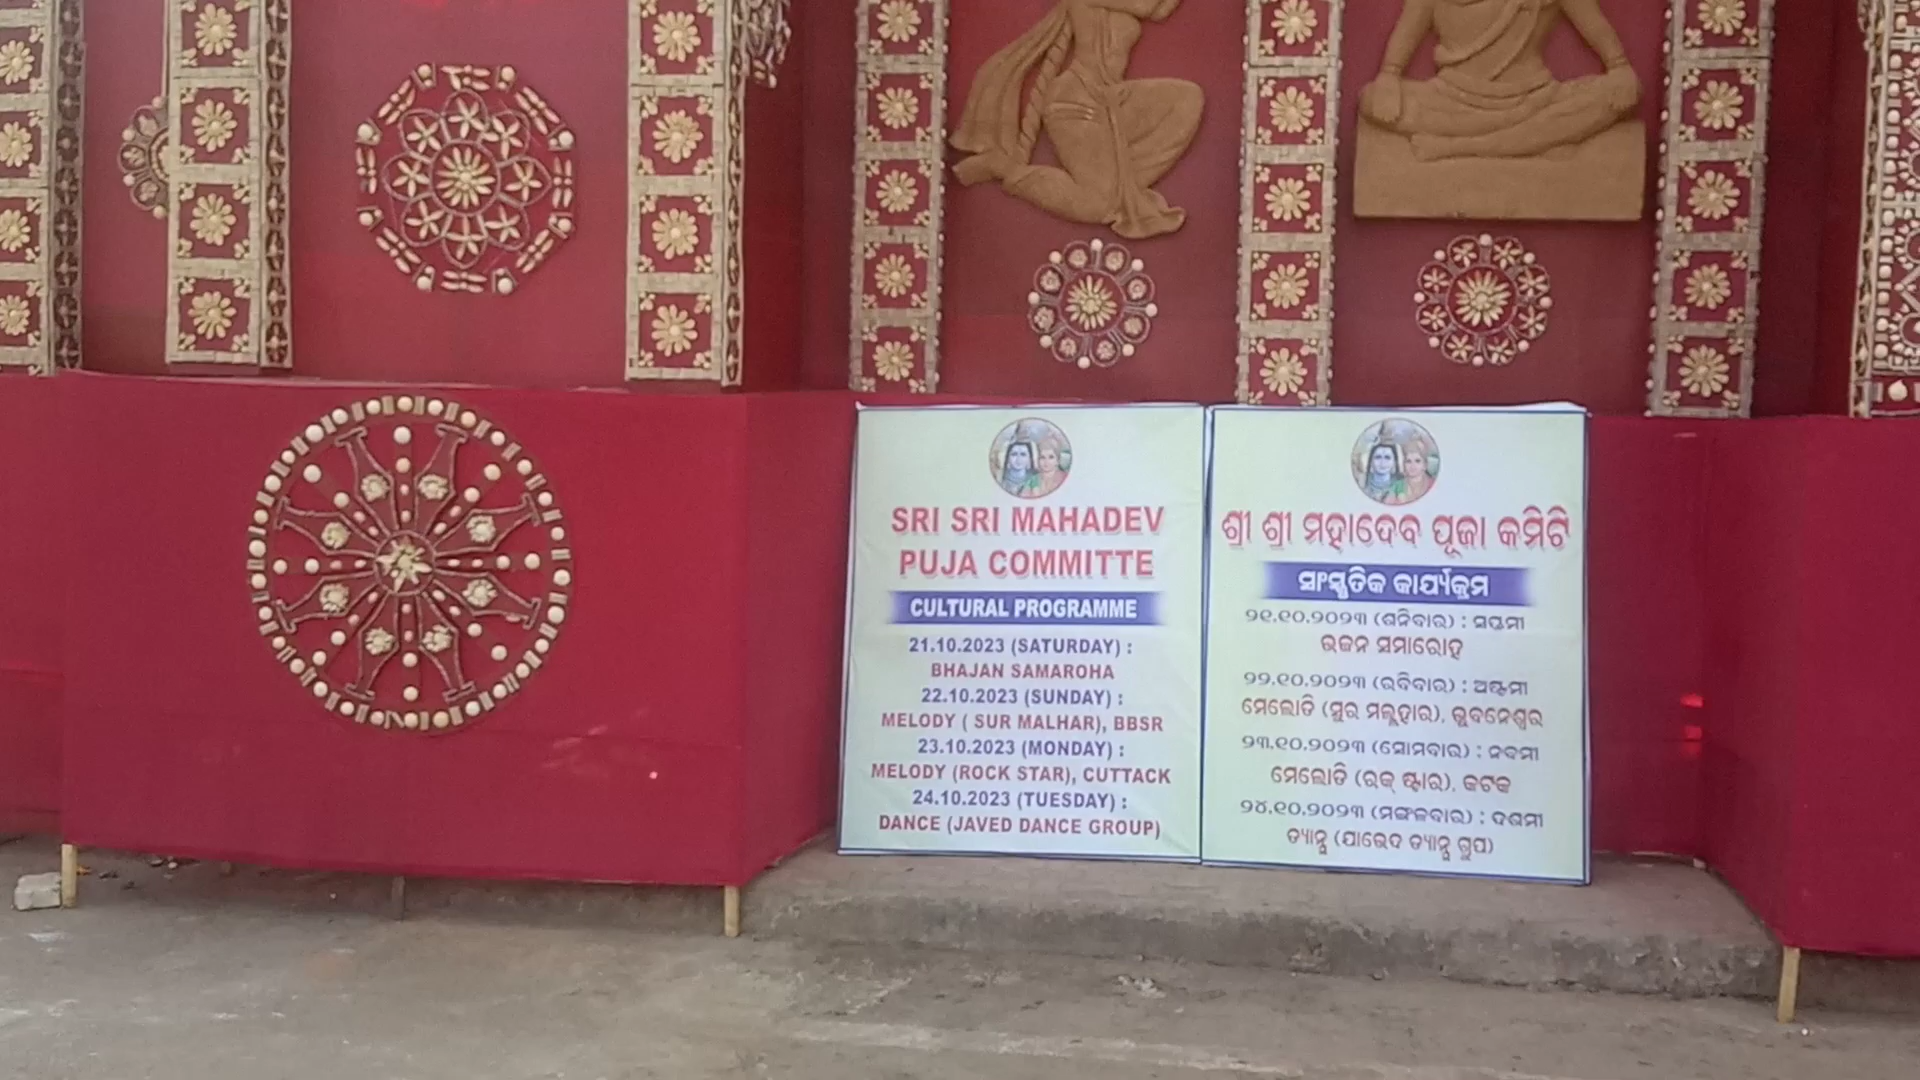 SRI SRI MAHADEV
PUJA COMMITTE
CULTURAL PROGRAMME
21.10.2023 (SATURDAY) :
BHAJAN SAMAROHA
22.10.2023 (SUNDAY) :
MELODY ( SUR MALHAR), BBSR
23.10.2023 (MONDAY) :
MELODY (ROCK STAR), CUTTACK
24.10.2023 (TUESDAY) :
DANCE (JAVED DANCE GROUP)
ଶ୍ରୀ ଶ୍ରୀ ମହାଦେବ ପୂଜା କମିଟି
ସାଂସ୍କୃତିକ କାର୍ଯ୍ୟକ୍ରମ
୨୧.୧୦.୨୦୨୩ (ଶନିବାର) : ସପ୍ତମୀ
ଭଜନ ସମାରୋହ
୨୨.୧୦.୨୦୨୩ (ରବିବାର) : ଅଷ୍ଟମୀ
ମେଲୋଡି (ସୁର ମଲ୍ଲହାର), ଭୁବନେଶ୍ୱର
୨୩.୧୦.୨୦୨୩ (ସୋମବାର) : ନବମୀ
ମେଲୋଡି (ରକ୍ ଷ୍ଟାର), କଟକ
୨୪.୧୦.୨୦୨୩ (ମଙ୍ଗଳବାର) : ଦଶମୀ
ଡ୍ୟାନ୍ସ (ଯାଭେଦ ଡ୍ୟାନ୍ସ ଗ୍ରୁପ)